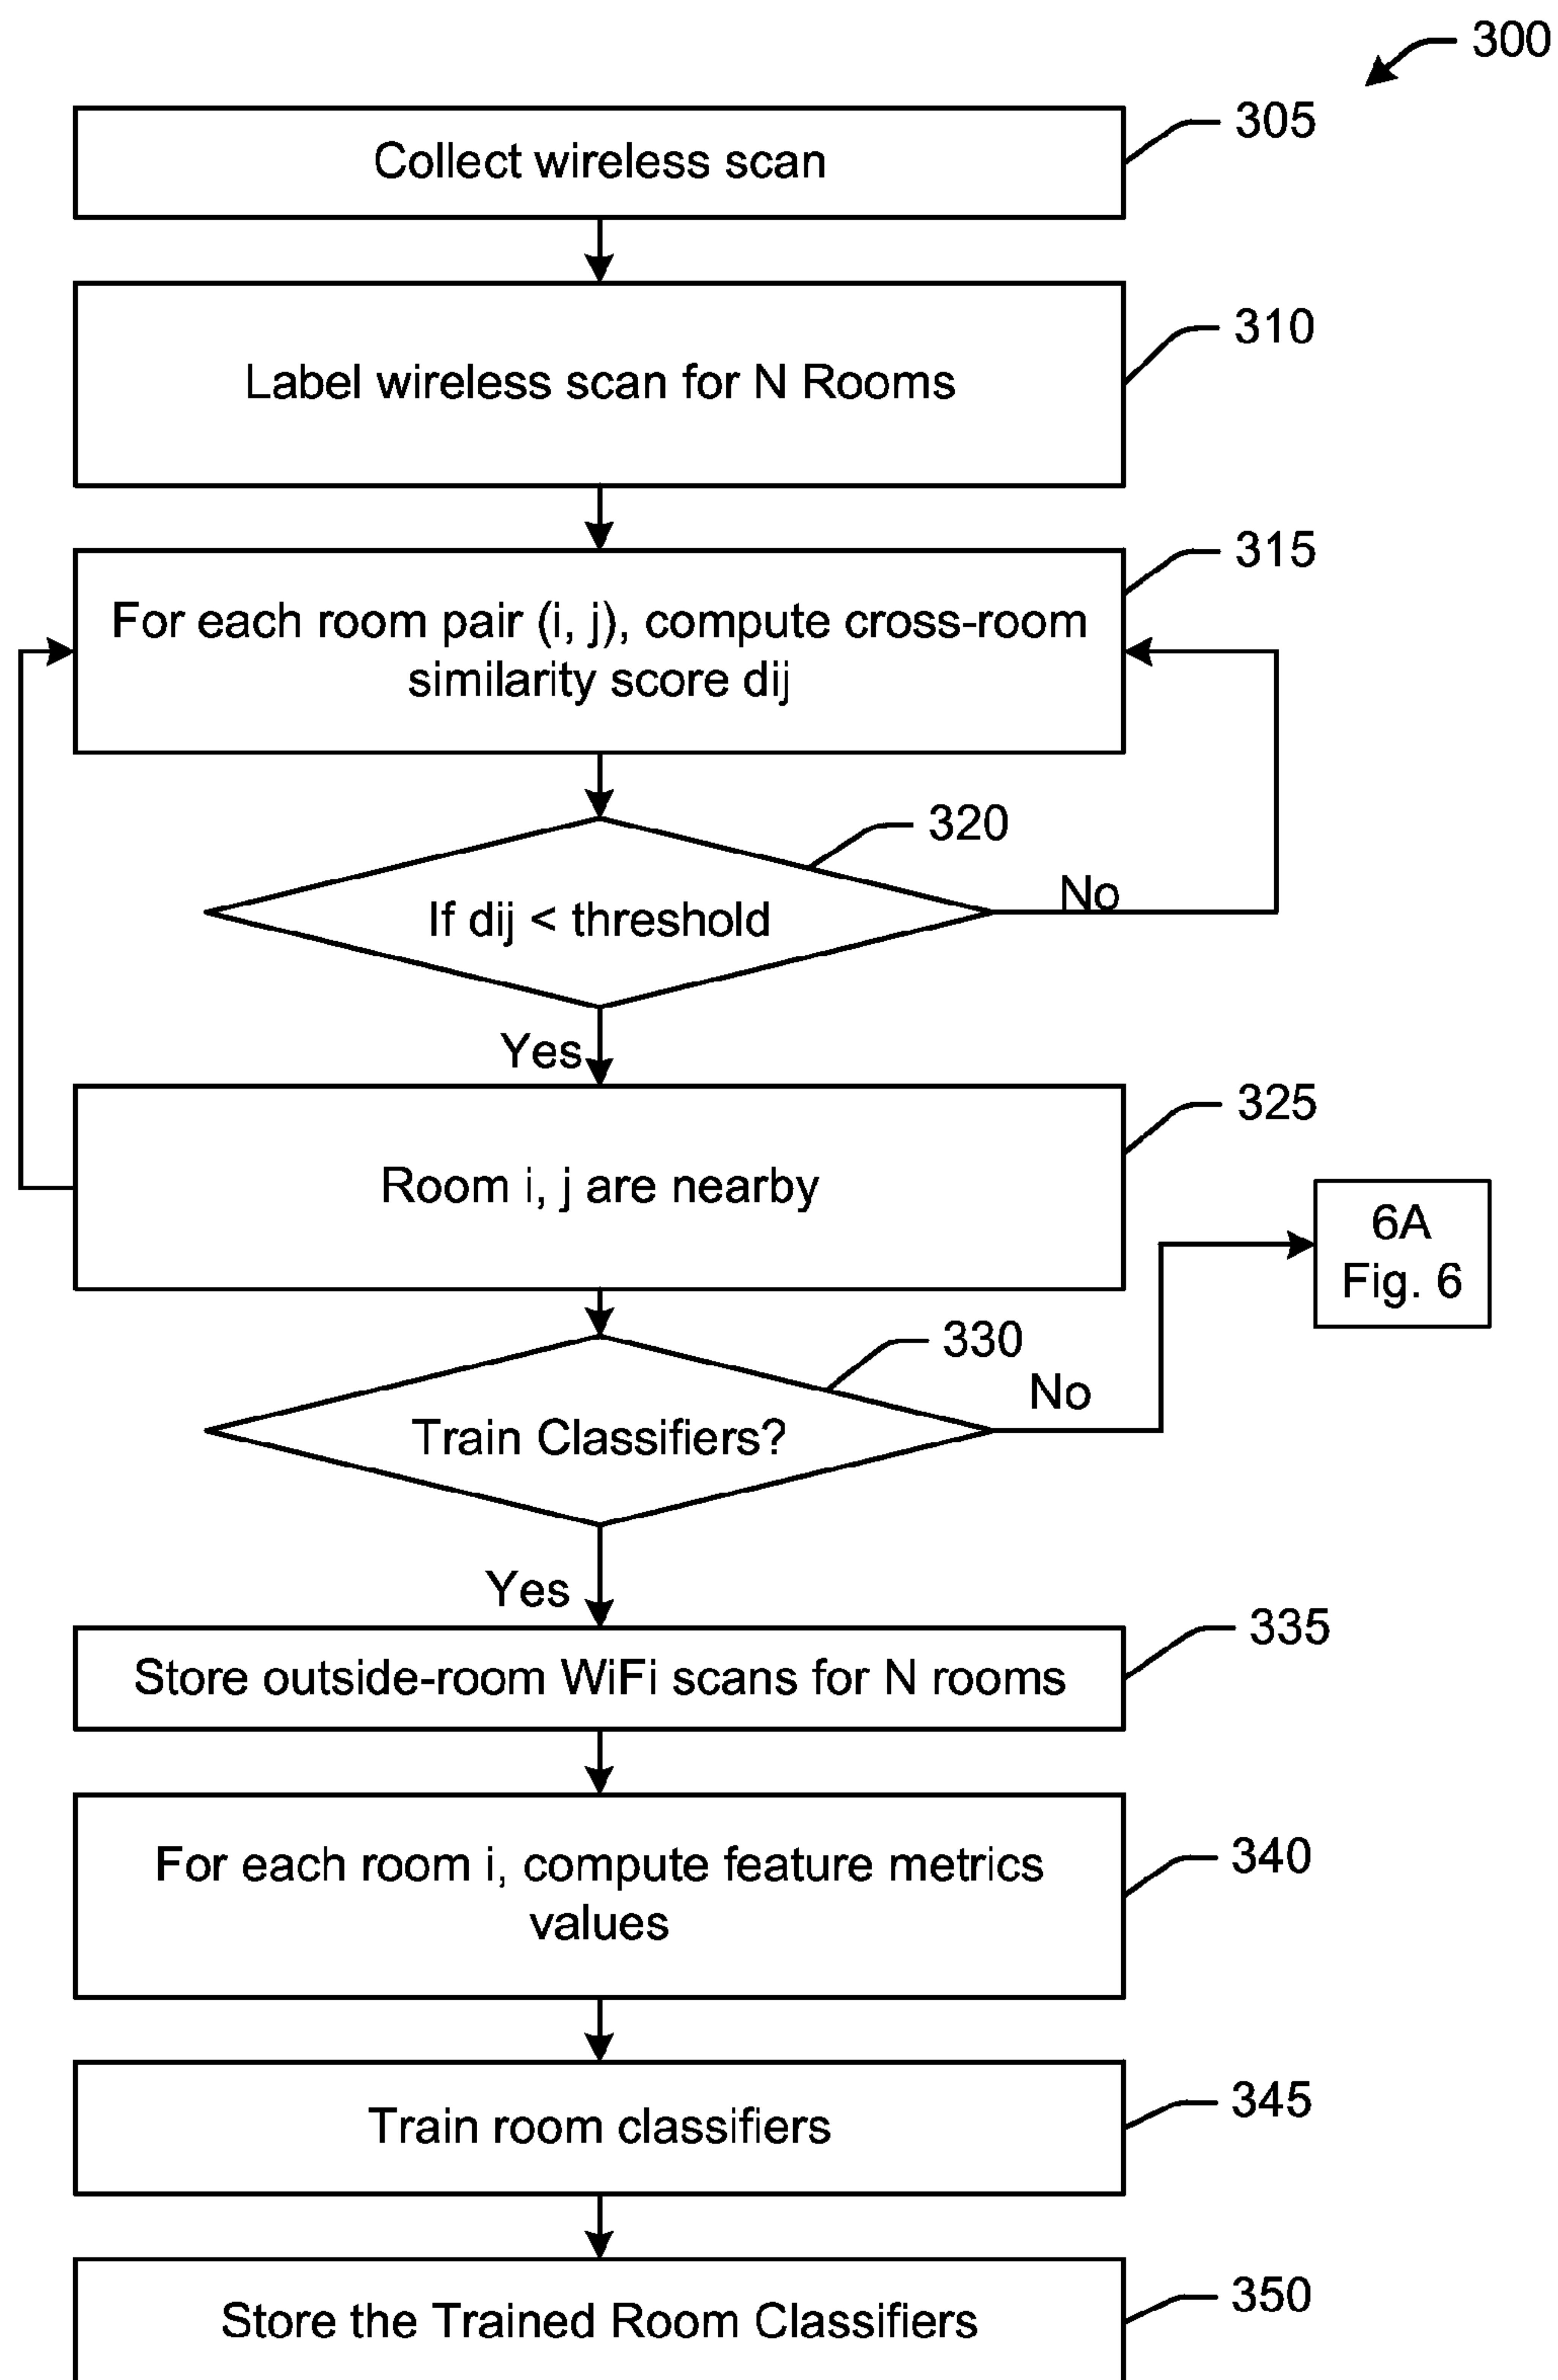 300
305
Collect wireless scan
310
Label wireless scan for N Rooms
315
For each room pair (i, j), compute cross-room
similarity score dij
320
If dij < threshold
No
Yes
325
Room i, j are nearby
6A
Fig. 6
330
No
Train Classifiers?
Yes
335
Store outside-room WiFi scans for N rooms
340
For each room i, compute feature metrics
values
345
Train room classifiers
350
Store the Trained Room Classifiers